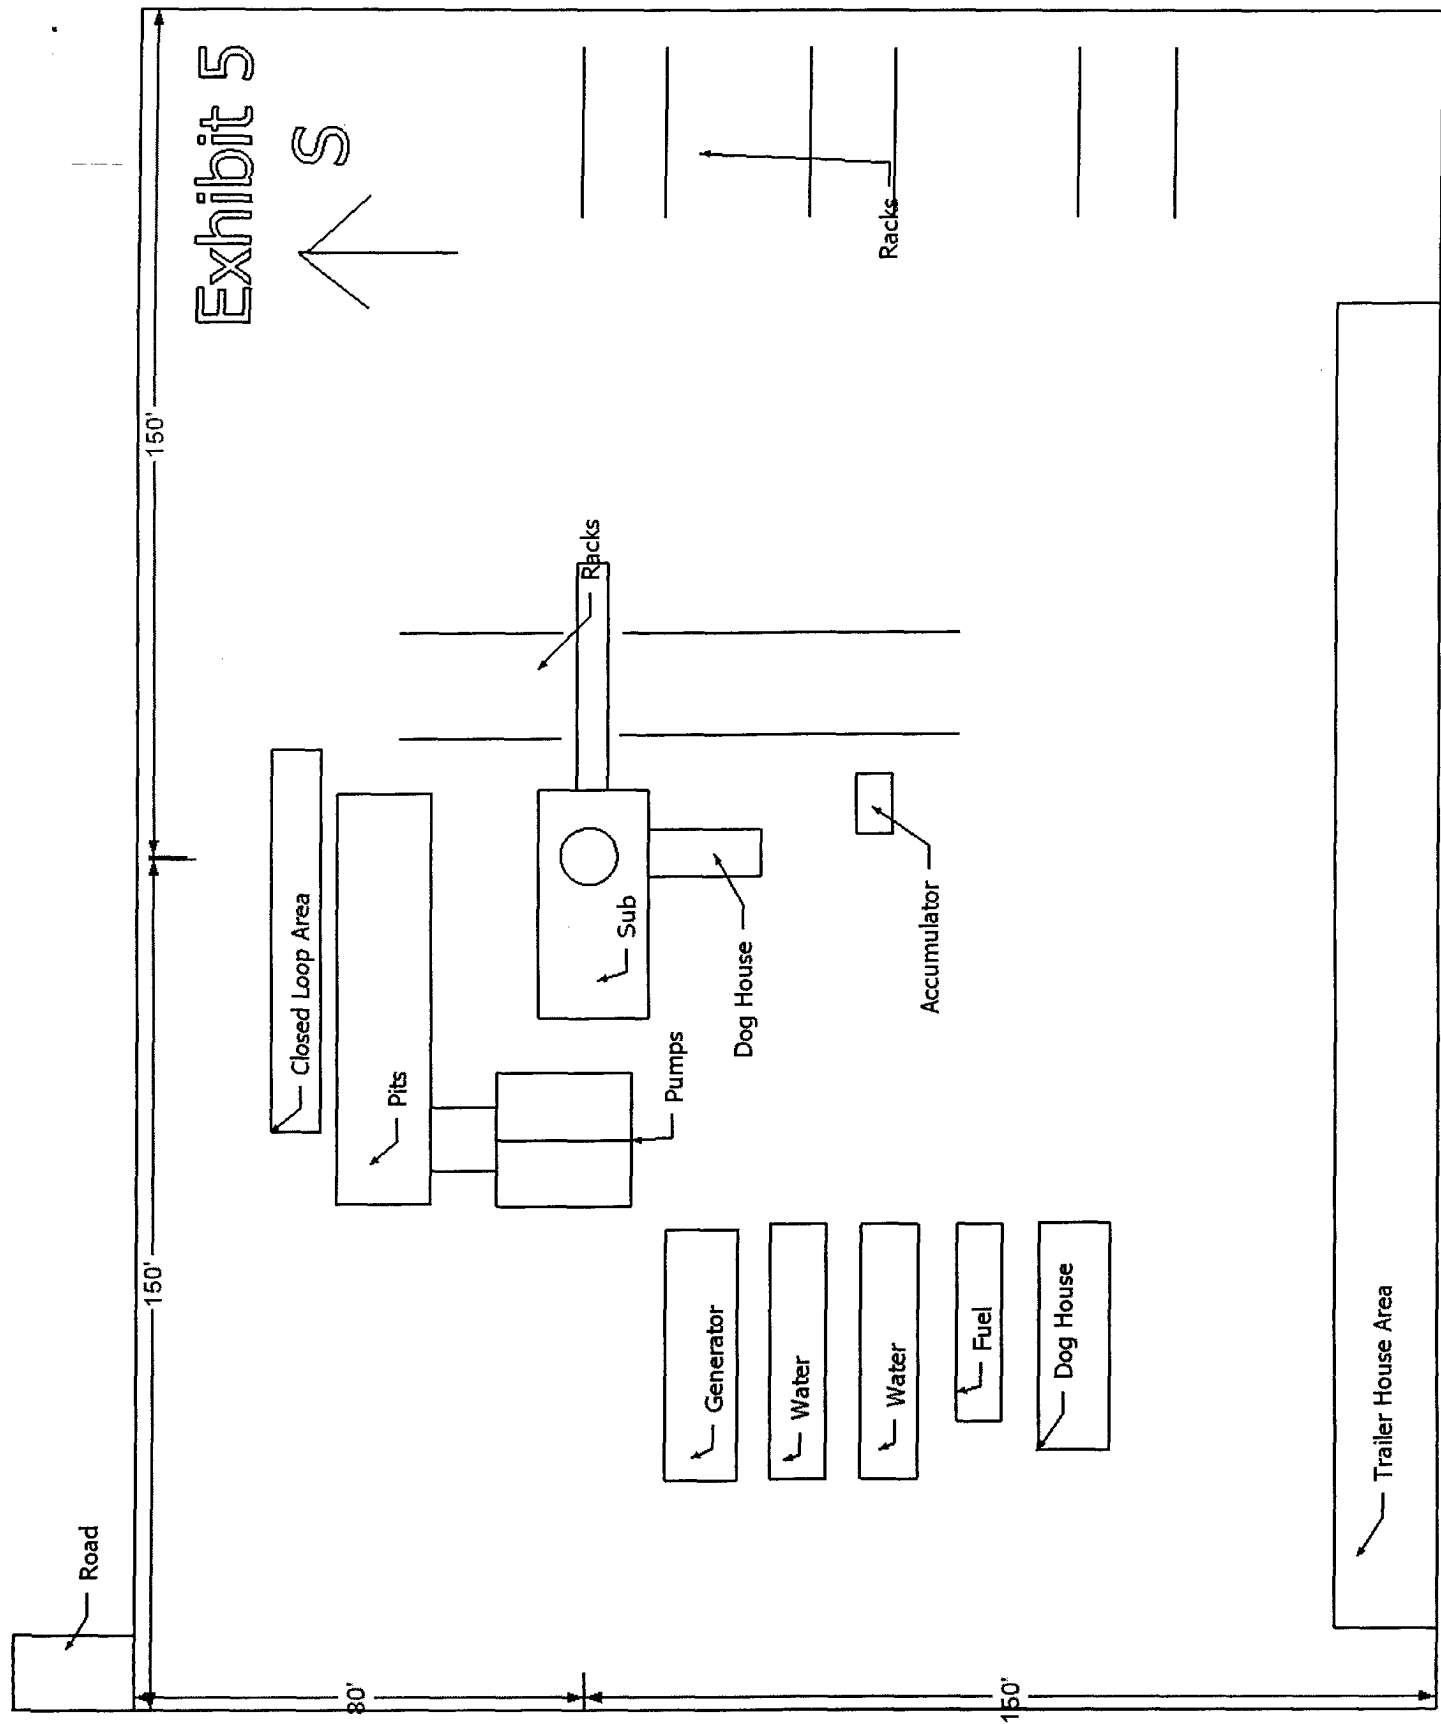 Exhibit 5
S
Road
150'
150'
Closed Loop Area
Pits
Racks
Racks
Sub
Pumps
Dog House
Accumulator
Generator
Water
Water
Fuel
Dog House
Trailer House Area
80'
150'